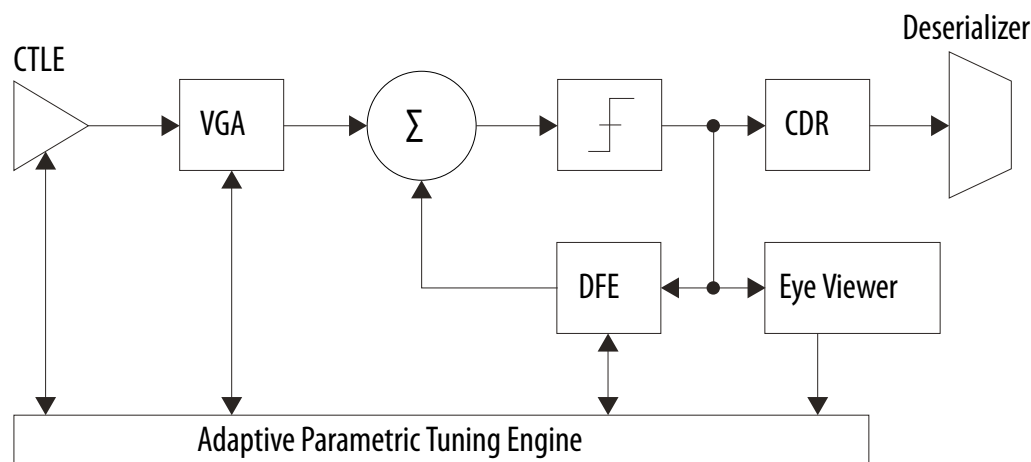 Deserializer
CTLE
VGA
Σ
CDR
DFE
Eye Viewer
Adaptive Parametric Tuning Engine